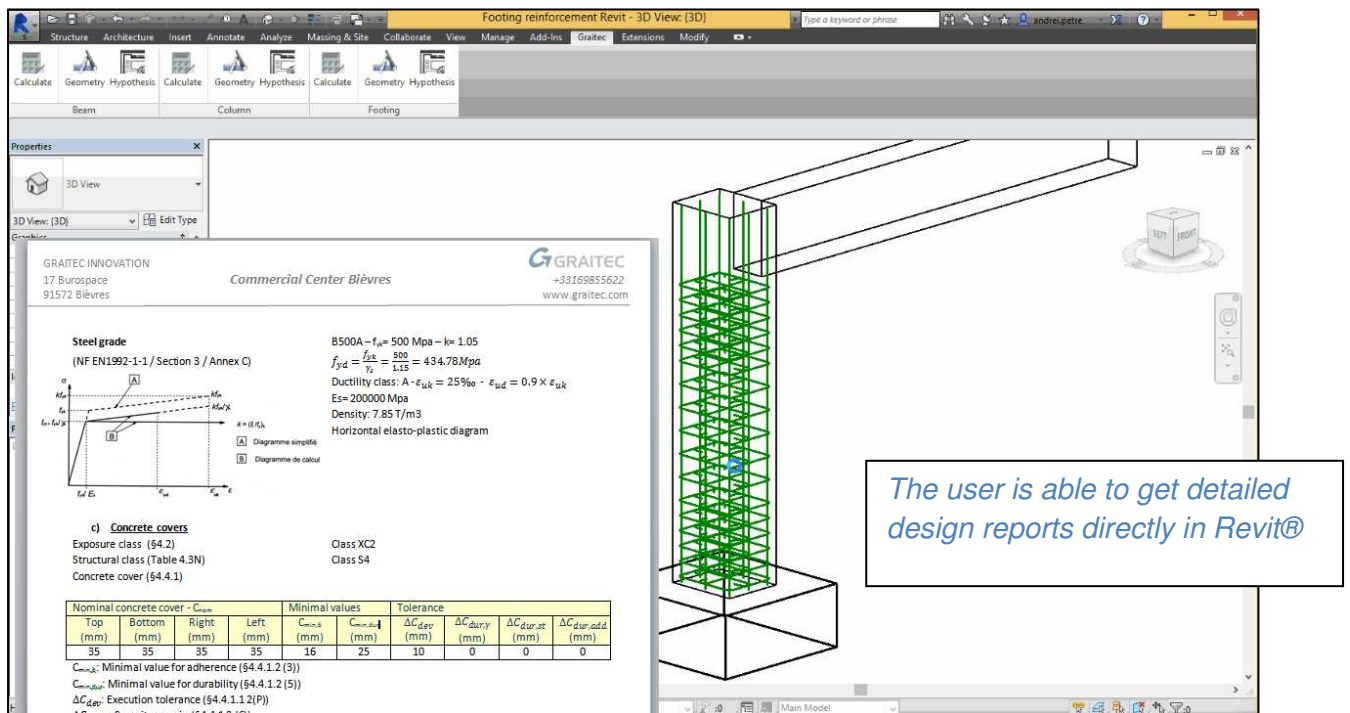 Footing reinforcement Revit - 3D View: {3D}
Type a keyword or phrase
andrei.petre
Structure Architecture Insert Annotate Analyze Massing & Site Collaborate View Manage Add-Ins Graitec Extensions Modify
Calculate Geometry Hypothesis Calculate Geometry Hypothesis Calculate Geometry Hypothesis
Beam Column Footing
Properties
3D View
3D View: {3D} Edit Type
Graphics
LEFT FRONT
GRAITEC INNOVATION
17 Burospace
91572 Bièvres
Commercial Center Bièvres
GRAITEC
+33169855622
www.graitec.com
Steel grade
(NF EN1992-1-1 / Section 3 / Annex C)
B500A – fyk= 500 Mpa – k= 1.05
f_yd = f_yk/γ_s = 500/1.15 = 434.78Mpa
Ductility class: A - ε_uk = 25‰ - ε_ud = 0.9 × ε_uk
Es= 200000 Mpa
Density: 7.85 T/m3
Horizontal elasto-plastic diagram
A
B
A Diagramme simplifié
B Diagramme de calcul
c) Concrete covers
Exposure class (§4.2) Class XC2
Structural class (Table 4.3N) Class S4
Concrete cover (§4.4.1)
Nominal concrete cover - Cnom Minimal values Tolerance
Top (mm) Bottom (mm) Right (mm) Left (mm) Cmin,b (mm) Cmin,dur (mm) ΔC_dev (mm) ΔC_dur,γ (mm) ΔC_dur,st (mm) ΔC_dur,add (mm)
35 35 35 35 16 25 10 0 0 0
Cmin,b: Minimal value for adherence (§4.4.1.2 (3))
Cmin,dur: Minimal value for durability (§4.4.1.2 (5))
ΔC_dev: Execution tolerance (§4.4.1.1 2(P))
The user is able to get detailed
design reports directly in Revit®
:0 Main Model :0